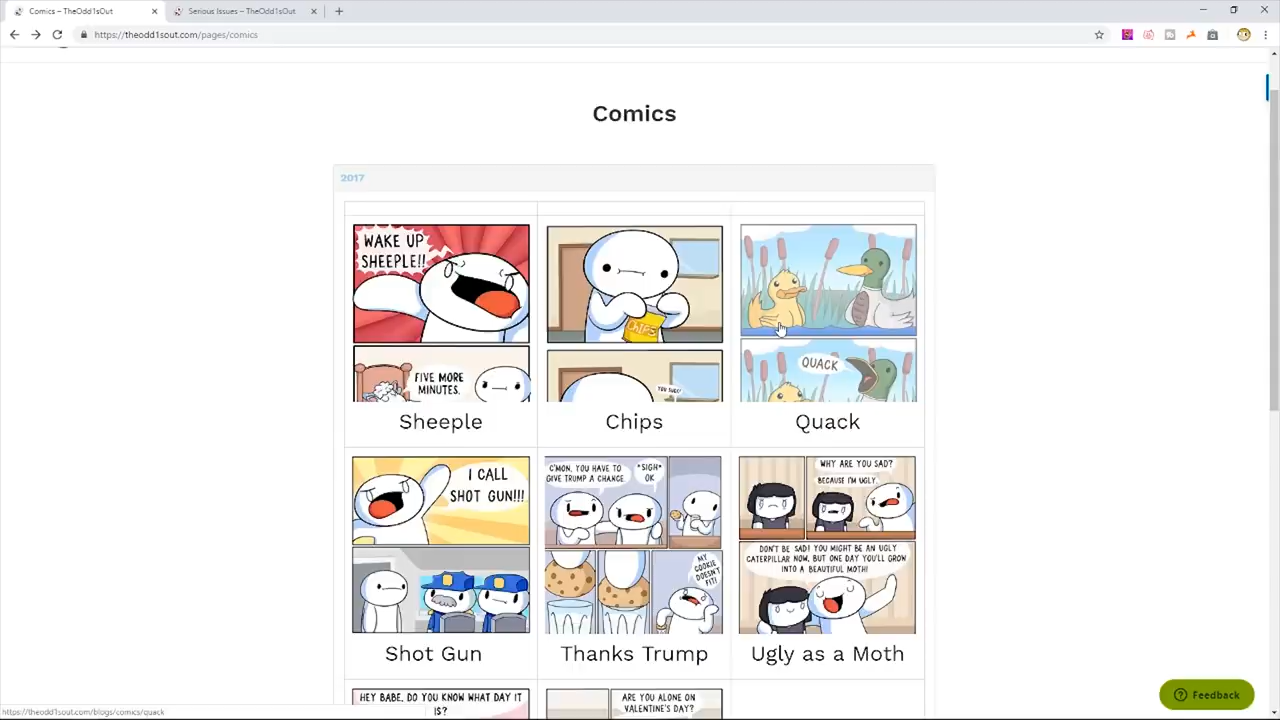 Comics – TheOdd1sOut
Serious Issues – TheOdd1sOut
https://theodd1sout.com/pages/comics
Comics
2017
WAKE UP
SHEEPLE!!
FIVE MORE
MINUTES.
Sheeple
CHIPS
Chips
QUACK
Quack
I CALL
SHOT GUN!!!
Shot Gun
C'MON, YOU HAVE TO
GIVE TRUMP A CHANCE.
*SIGH*
OK
MY
COOKIE
DOESN'T
FIT!
Thanks Trump
WHY ARE YOU SAD?
BECAUSE I'M UGLY.
DON'T BE SAD! YOU MIGHT BE AN UGLY
CATERPILLAR NOW, BUT ONE DAY YOU'LL GROW
INTO A BEAUTIFUL MOTH!
Ugly as a Moth
HEY BABE, DO YOU KNOW WHAT DAY IT
IS?
ARE YOU ALONE ON
VALENTINE'S DAY?
Feedback
https://theodd1sout.com/blogs/comics/quack